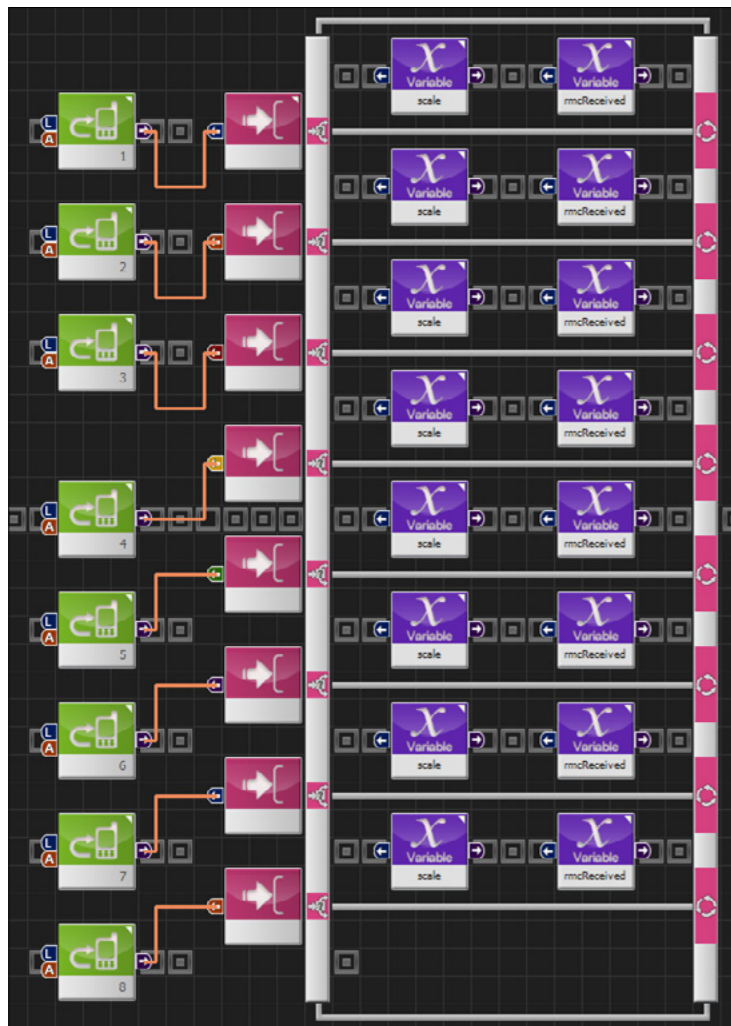 x x
Variable Variable
scale rmcReceived
L
A
1
x x
Variable Variable
scale rmcReceived
L
A
2
x x
Variable Variable
scale rmcReceived
L
A
3
x x
Variable Variable
scale rmcReceived
x x
L
A Variable Variable
4 scale rmcReceived
x x
L
A Variable Variable
5 scale rmcReceived
x x
L
A Variable Variable
6 scale rmcReceived
x x
L
A Variable Variable
7 scale rmcReceived
L
A
8